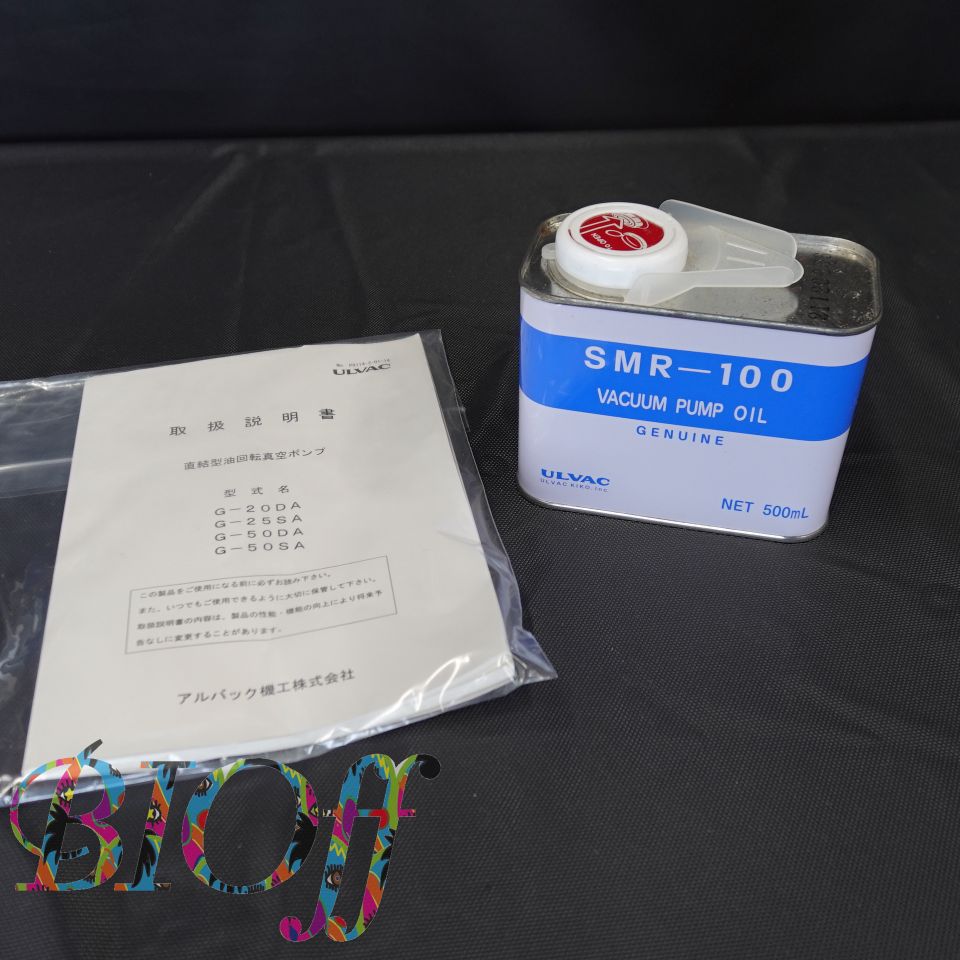 ULVAC
取扱説明書
直結型油回転真空ポンプ
型式名
G－20DA
G－25SA
G－50DA
G－50SA
この製品をご使用になる前に必ずお読み下さい。
また、いつでもご使用できるように大切に保管して下さい。
取扱説明書の内容は、製品の性能・機能の向上により将来予
告なしに変更することがあります。
アルバック機工株式会社
SMR－100
VACUUM PUMP OIL
GENUINE
ULVAC
ULVAC KIKO, Inc
NET 500mL
BIOff